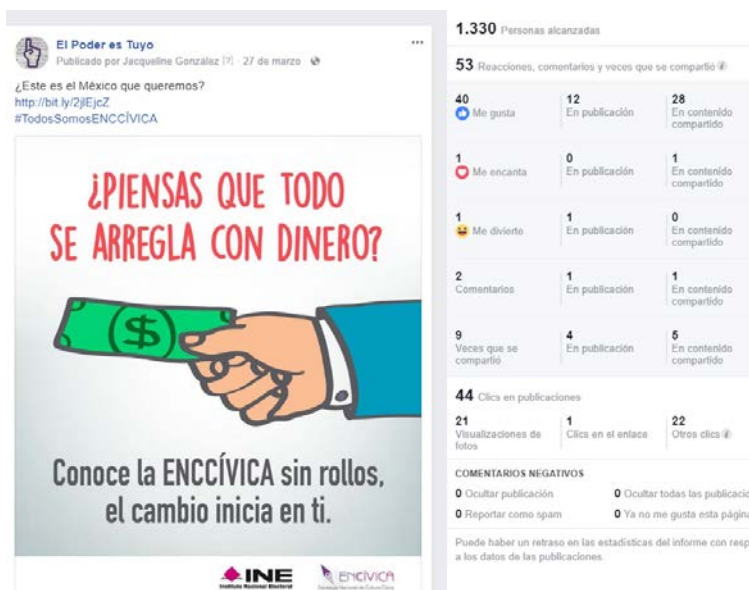 El Poder es Tuyo
Publicado por Jacqueline González [?] · 27 de marzo ·
¿Este es el México que queremos?
http://bit.ly/2jlEjcZ
#TodosSomosENCCÍVICA
¿PIENSAS QUE TODO
SE ARREGLA CON DINERO?
$
Conoce la ENCCÍVICA sin rollos,
el cambio inicia en ti.
INE
Instituto Nacional Electoral
ENCÍVICA
1.330 Personas alcanzadas
53 Reacciones, comentarios y veces que se compartió
40 12 28
Me gusta En publicación En contenido
compartido
1 0 1
Me encanta En publicación En contenido
compartido
1 1 0
Me divierte En publicación En contenido
compartido
2 1 1
Comentarios En publicación En contenido
compartido
9 4 5
Veces que se En publicación En contenido
compartió compartido
44 Clics en publicaciones
21 1 22
Visualizaciones de Clics en el enlace Otros clics
fotos
COMENTARIOS NEGATIVOS
0 Ocultar publicación 0 Ocultar todas las publicacio
0 Reportar como spam 0 Ya no me gusta esta página
Puede haber un retraso en las estadísticas del informe con resp
a los datos de las publicaciones.